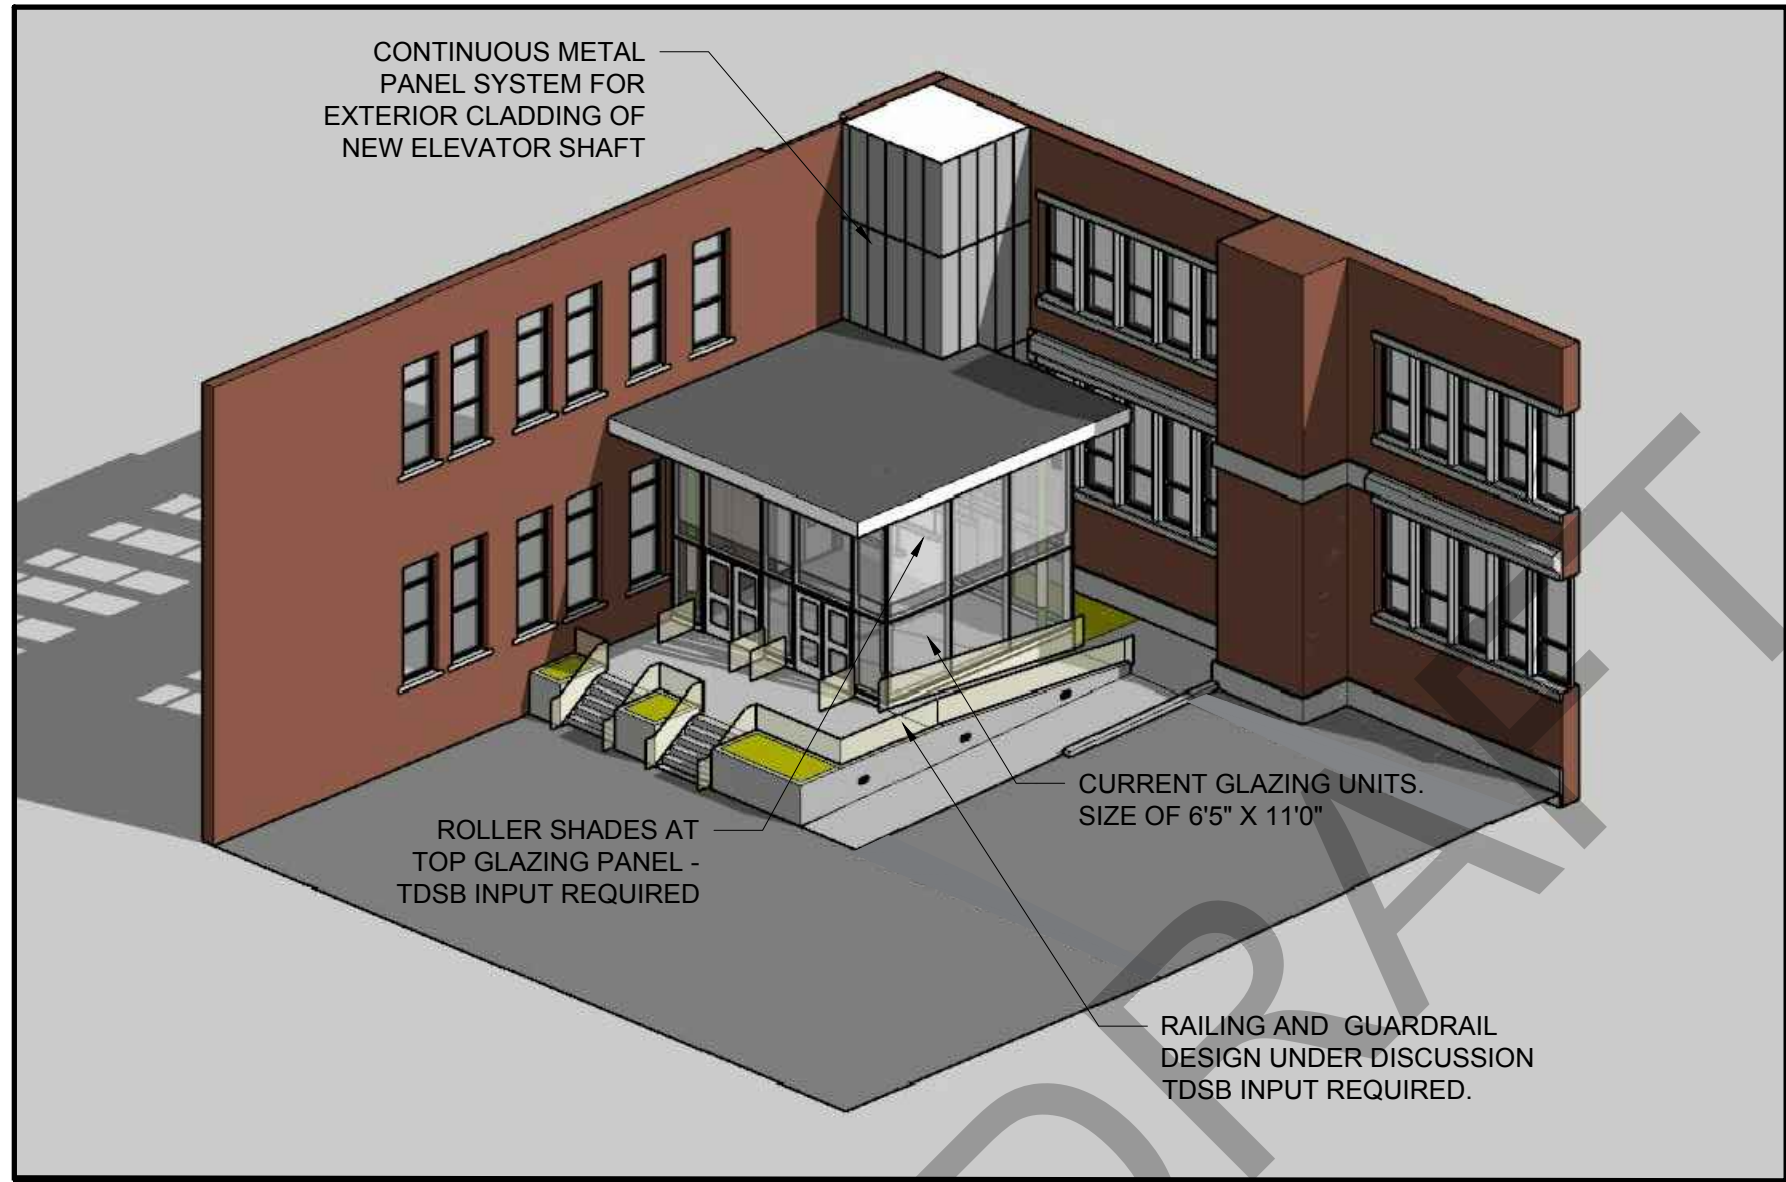 CONTINUOUS METAL
PANEL SYSTEM FOR
EXTERIOR CLADDING OF
NEW ELEVATOR SHAFT
CURRENT GLAZING UNITS.
SIZE OF 6'5" X 11'0"
ROLLER SHADES AT
TOP GLAZING PANEL -
TDSB INPUT REQUIRED
RAILING AND GUARDRAIL
DESIGN UNDER DISCUSSION
TDSB INPUT REQUIRED.
DRAFT